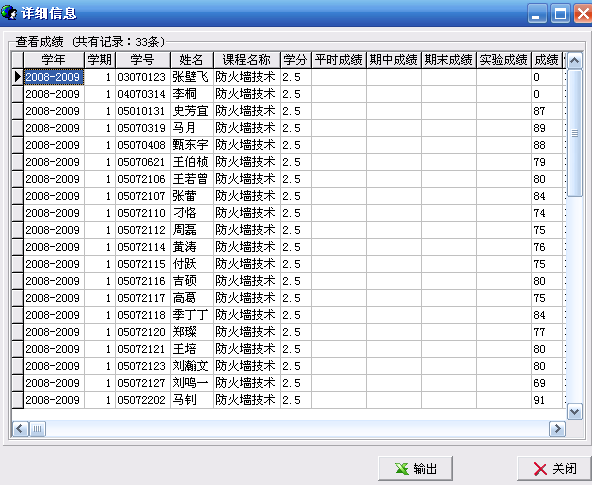 详细信息
查看成绩 (共有记录：33条)
学年 学期 学号 姓名 课程名称 学分 平时成绩 期中成绩 期末成绩 实验成绩 成绩
2008-2009 1 03070123 张壁飞 防火墙技术 2.5 0
2008-2009 1 04070314 李桐 防火墙技术 2.5 0
2008-2009 1 05010131 史芳宜 防火墙技术 2.5 87
2008-2009 1 05070319 马月 防火墙技术 2.5 89
2008-2009 1 05070408 甄东宇 防火墙技术 2.5 88
2008-2009 1 05070621 王伯桢 防火墙技术 2.5 79
2008-2009 1 05072106 王若曾 防火墙技术 2.5 80
2008-2009 1 05072107 张蕾 防火墙技术 2.5 84
2008-2009 1 05072110 刁恪 防火墙技术 2.5 74
2008-2009 1 05072112 周磊 防火墙技术 2.5 75
2008-2009 1 05072114 黄涛 防火墙技术 2.5 76
2008-2009 1 05072115 付跃 防火墙技术 2.5 75
2008-2009 1 05072116 吉硕 防火墙技术 2.5 80
2008-2009 1 05072117 高葛 防火墙技术 2.5 75
2008-2009 1 05072118 季丁丁 防火墙技术 2.5 84
2008-2009 1 05072120 郑璨 防火墙技术 2.5 77
2008-2009 1 05072121 王培 防火墙技术 2.5 80
2008-2009 1 05072123 刘瀚文 防火墙技术 2.5 80
2008-2009 1 05072127 刘鸣一 防火墙技术 2.5 69
2008-2009 1 05072202 马钊 防火墙技术 2.5 91
输出 关闭